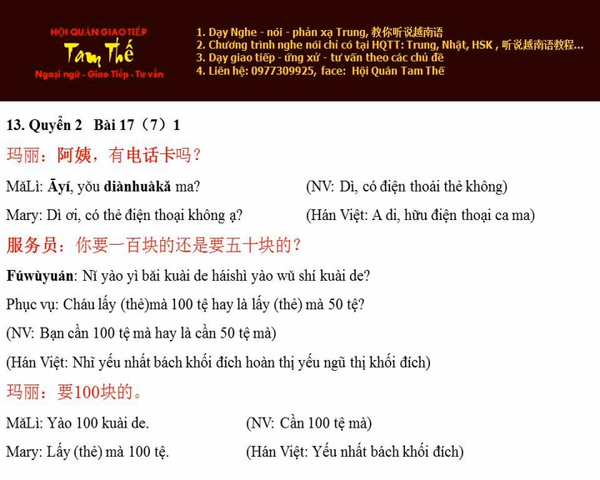 HỘI QUÁN GIAO TIẾP
Tam Thế
Ngoại ngữ - Giao Tiếp - Tư vấn
1. Dạy Nghe - nói - phản xạ Trung, 教你听说越南语
2. Chương trình nghe nói chỉ có tại HQTT: Trung, Nhật, HSK , 听说越南语教程...
3. Dạy giao tiếp - ứng xử - tư vấn theo các chủ đề
4. Liên hệ: 0977309925, face: Hội Quán Tam Thế
13. Quyển 2 Bài 17（7）1
玛丽：阿姨，有电话卡吗？
MăLì: Āyí, yŏu diànhuàkă ma? (NV: Dì, có điện thoải thẻ không)
Mary: Dì ơi, có thẻ điện thoại không ạ? (Hán Việt: A di, hữu điện thoại ca ma)
服务员：你要一百块的还是要五十块的？
Fúwùyuán: Nĭ yào yì băi kuài de háishì yào wŭ shí kuài de?
Phục vụ: Cháu lấy (thẻ)mà 100 tệ hay là lấy (thẻ) mà 50 tệ?
(NV: Bạn cần 100 tệ mà hay là cần 50 tệ mà)
(Hán Việt: Nhĩ yếu nhất bách khối đích hoàn thị yếu ngũ thị khối đích)
玛丽：要100块的。
MăLì: Yào 100 kuài de. (NV: Cần 100 tệ mà)
Mary: Lấy (thẻ) mà 100 tệ. (Hán Việt: Yếu nhất bách khối đích)